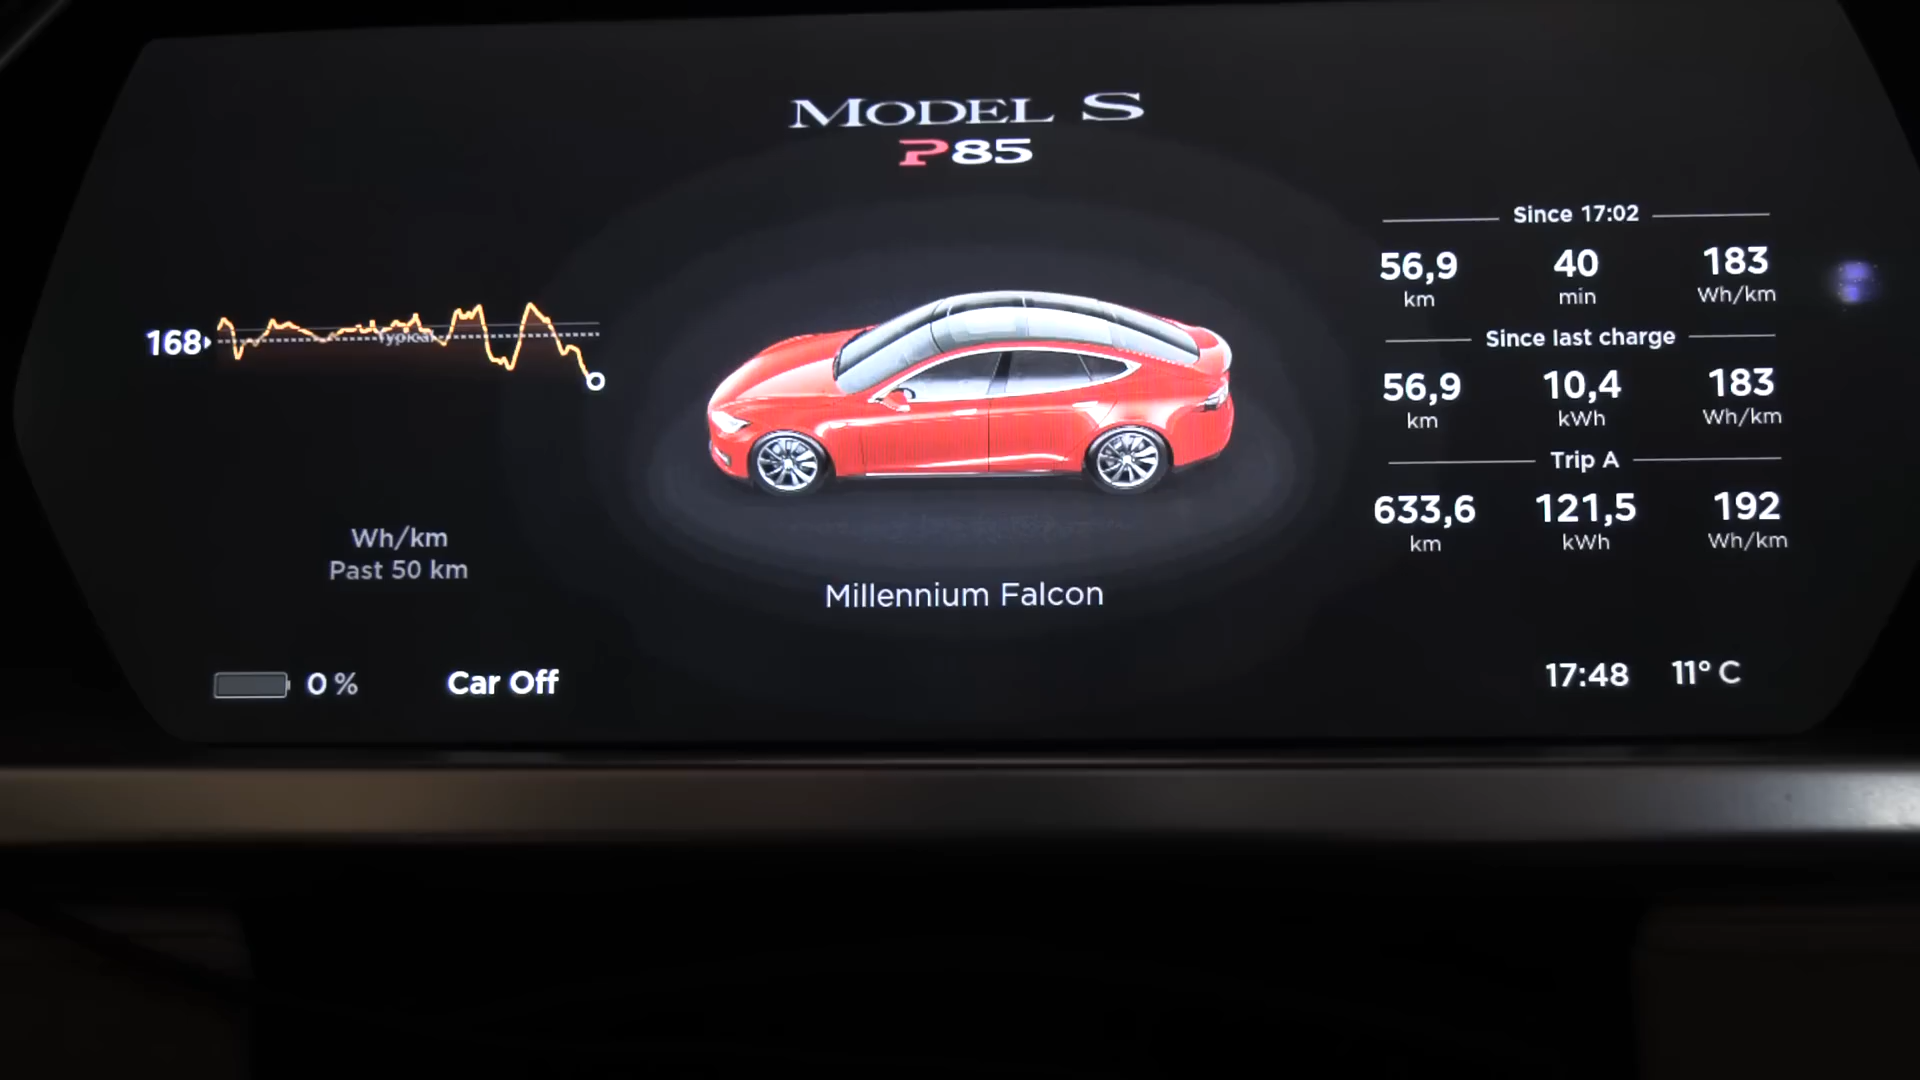 MODEL S
P85
168
Typical
Wh/km
Past 50 km
Millennium Falcon
Since 17:02
56,9 40 183
km min Wh/km
Since last charge
56,9 10,4 183
km kWh Wh/km
Trip A
633,6 121,5 192
km kWh Wh/km
0 % Car Off
17:48 11° C